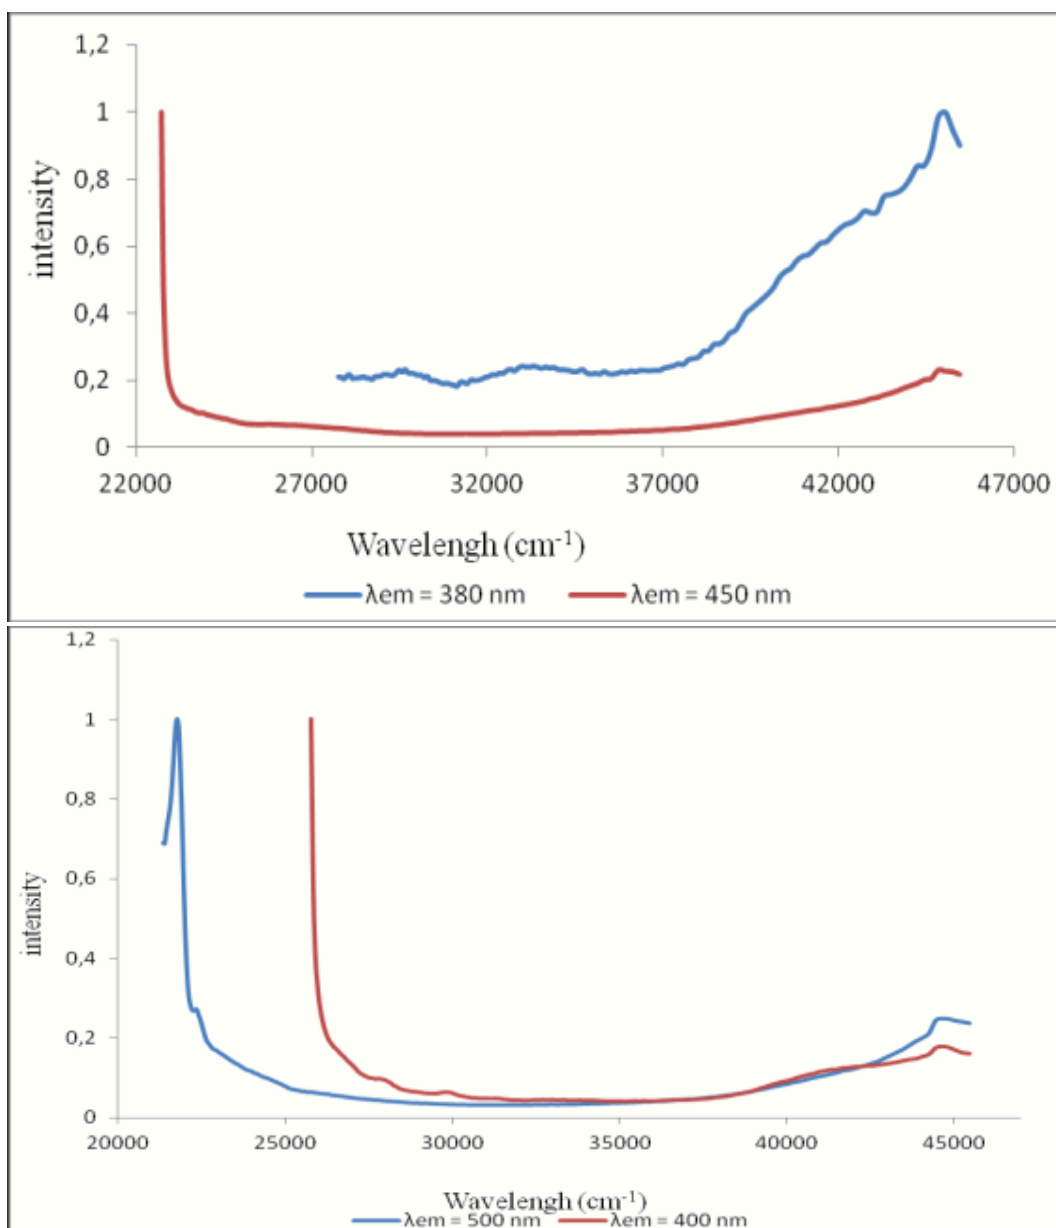 1,2
1
0,8
0,6
0,4
0,2
0
intensity
22000 27000 32000 37000 42000 47000
Wavelengh (cm-1)
λem = 380 nm λem = 450 nm
1,2
1
0,8
0,6
0,4
0,2
0
intensity
20000 25000 30000 35000 40000 45000
Wavelengh (cm-1)
λem = 500 nm λem = 400 nm